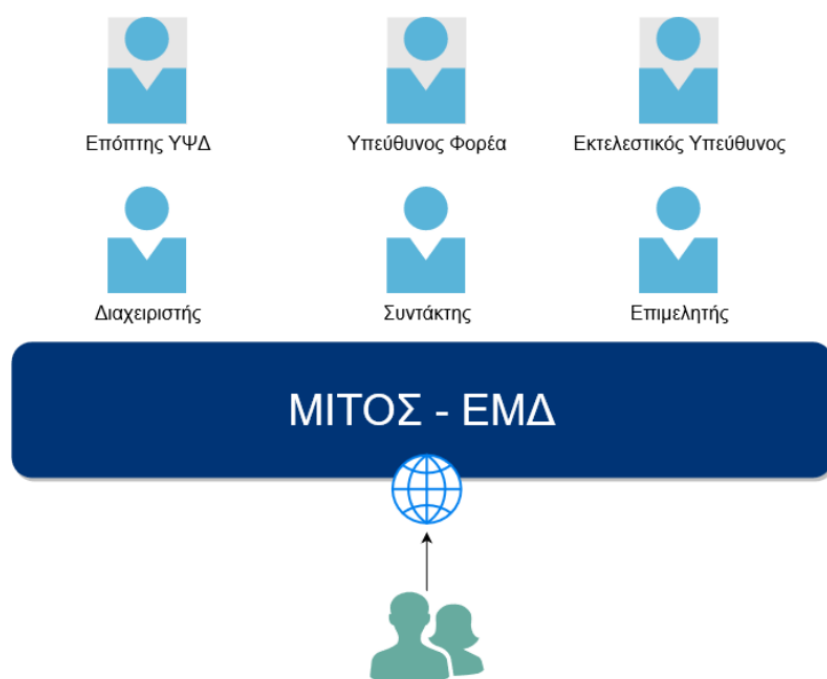 Επόπτης ΥΨΔ
Υπεύθυνος Φορέα
Εκτελεστικός Υπεύθυνος
Διαχειριστής
Συντάκτης
Επιμελητής
ΜΙΤΟΣ - ΕΜΔ